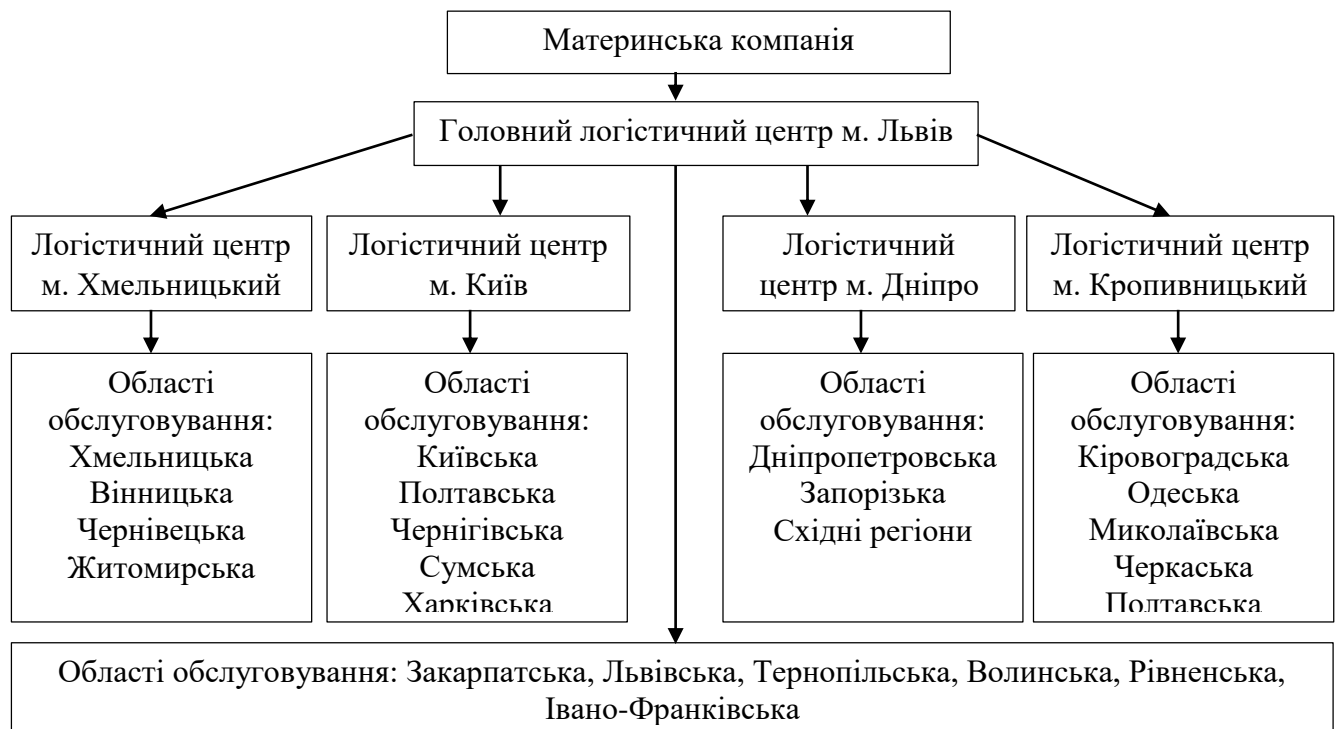 Материнська компанія
Головний логістичний центр м. Львів
Логістичний центр
м. Хмельницький
Логістичний центр
м. Київ
Логістичний
центр м. Дніпро
Логістичний центр
м. Кропивницький
Області
обслуговування:
Хмельницька
Вінницька
Чернівецька
Житомирська
Області
обслуговування:
Київська
Полтавська
Чернігівська
Сумська
Харківська
Області
обслуговування:
Дніпропетровська
Запорізька
Східні регіони
Області
обслуговування:
Кіровоградська
Одеська
Миколаївська
Черкаська
Полтавська
Області обслуговування: Закарпатська, Львівська, Тернопільська, Волинська, Рівненська,
Івано-Франківська